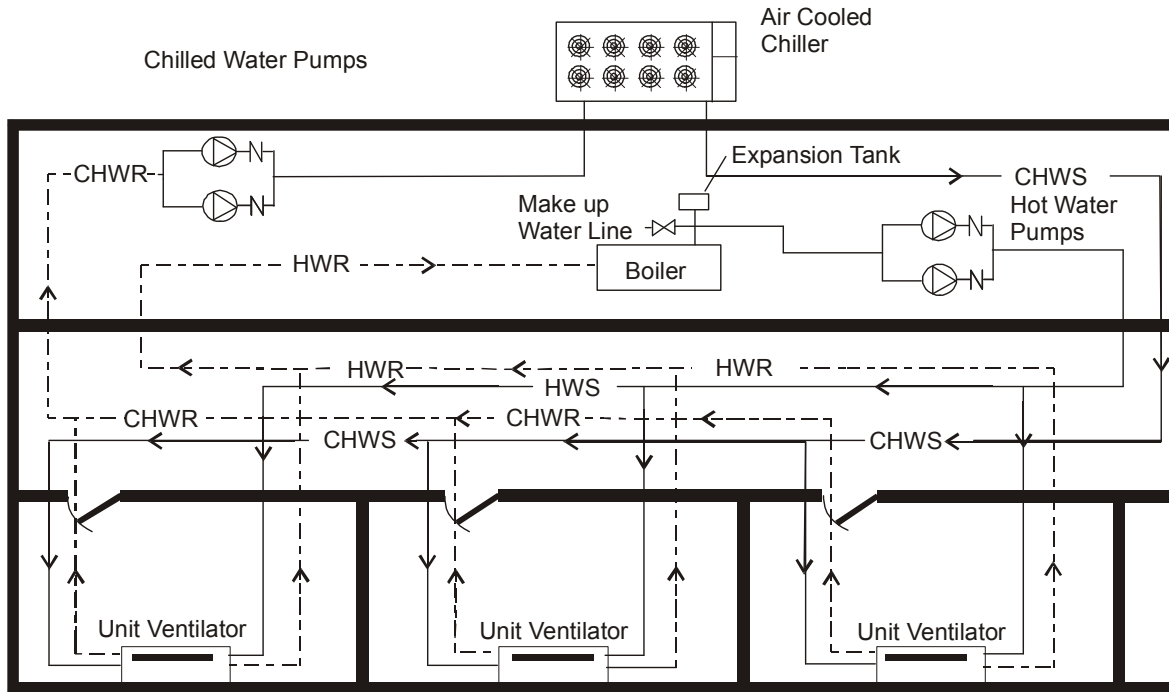 Air Cooled
Chiller
Chilled Water Pumps
Expansion Tank
CHWR
CHWS
Make up
Water Line
Hot Water
Pumps
HWR
Boiler
HWR
HWR
HWS
CHWR
CHWR
CHWS
CHWS
Unit Ventilator
Unit Ventilator
Unit Ventilator